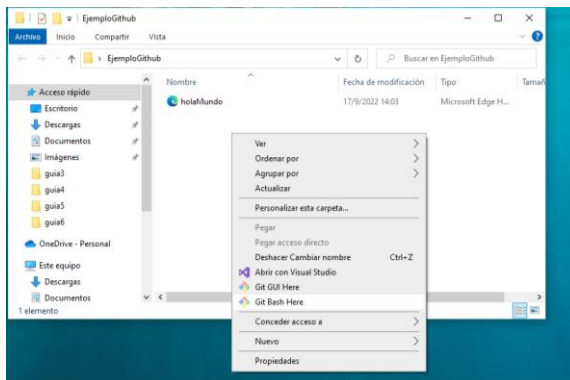 EjemploGithub
Archivo Inicio Compartir Vista
EjemploGithub
Buscar en EjemploGithub
Nombre Fecha de modificación Tipo Tamañ
Acceso rápido
holaMundo 17/9/2022 14:03 Microsoft Edge H...
Escritorio
Descargas
Documentos
Imágenes
guia3
guia4
guia5
guia6
OneDrive - Personal
Este equipo
Descargas
Documentos
1 elemento
Ver
Ordenar por
Agrupar por
Actualizar
Personalizar esta carpeta...
Pegar
Pegar acceso directo
Deshacer Cambiar nombre Ctrl+Z
Abrir con Visual Studio
Git GUI Here
Git Bash Here
Conceder acceso a
Nuevo
Propiedades